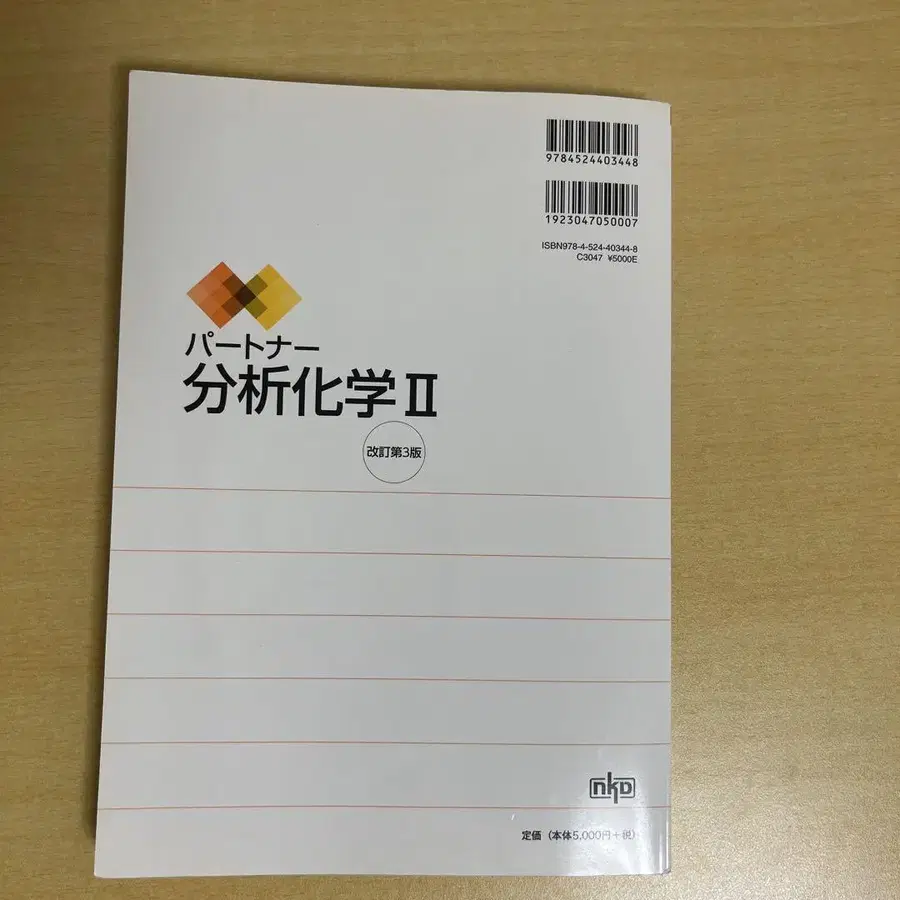 9784524403448
1923047050007
ISBN978-4-524-40344-8
C3047 ¥5000E
パートナー
分析化学Ⅱ
改訂第3版
nkD
定価（本体5,000円＋税）